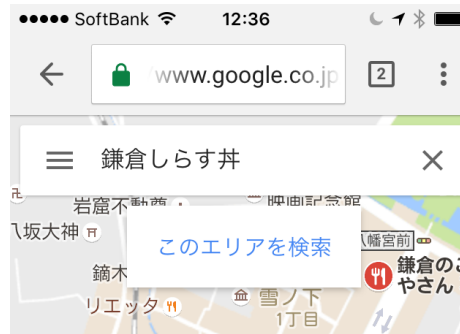 SoftBank 12:36
www.google.co.jp 2
鎌倉しらす丼
岩窟不動尊
映画記念館
八坂大神
このエリアを検索
八幡宮前
鏑木
鎌倉のこ
やさん
リエッタ
雪ノ下
1丁目